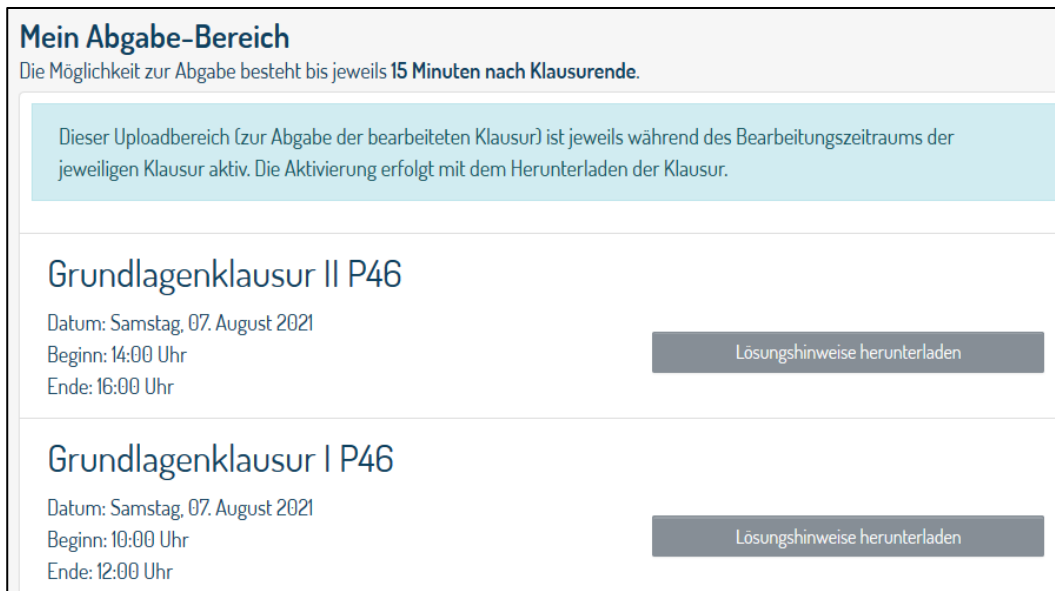 Mein Abgabe-Bereich
Die Möglichkeit zur Abgabe besteht bis jeweils 15 Minuten nach Klausurende.
Dieser Uploadbereich (zur Abgabe der bearbeiteten Klausur) ist jeweils während des Bearbeitungszeitraums der
jeweiligen Klausur aktiv. Die Aktivierung erfolgt mit dem Herunterladen der Klausur.
Grundlagenklausur II P46
Datum: Samstag, 07. August 2021
Beginn: 14:00 Uhr
Lösungshinweise herunterladen
Ende: 16:00 Uhr
Grundlagenklausur I P46
Datum: Samstag, 07. August 2021
Beginn: 10:00 Uhr
Lösungshinweise herunterladen
Ende: 12:00 Uhr